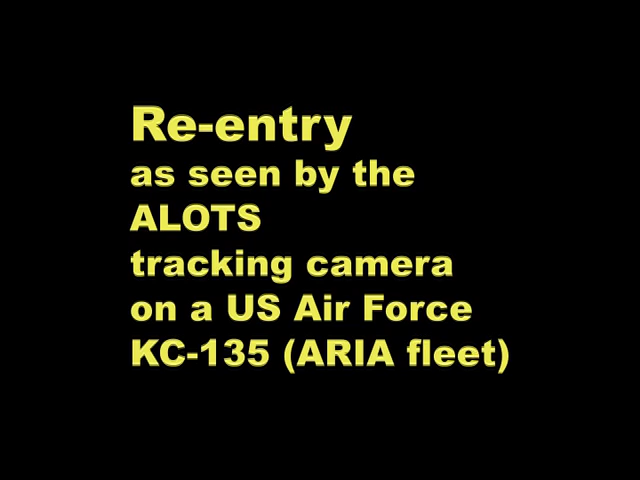 Re-entry
as seen by the
ALOTS
tracking camera
on a US Air Force
KC-135 (ARIA fleet)